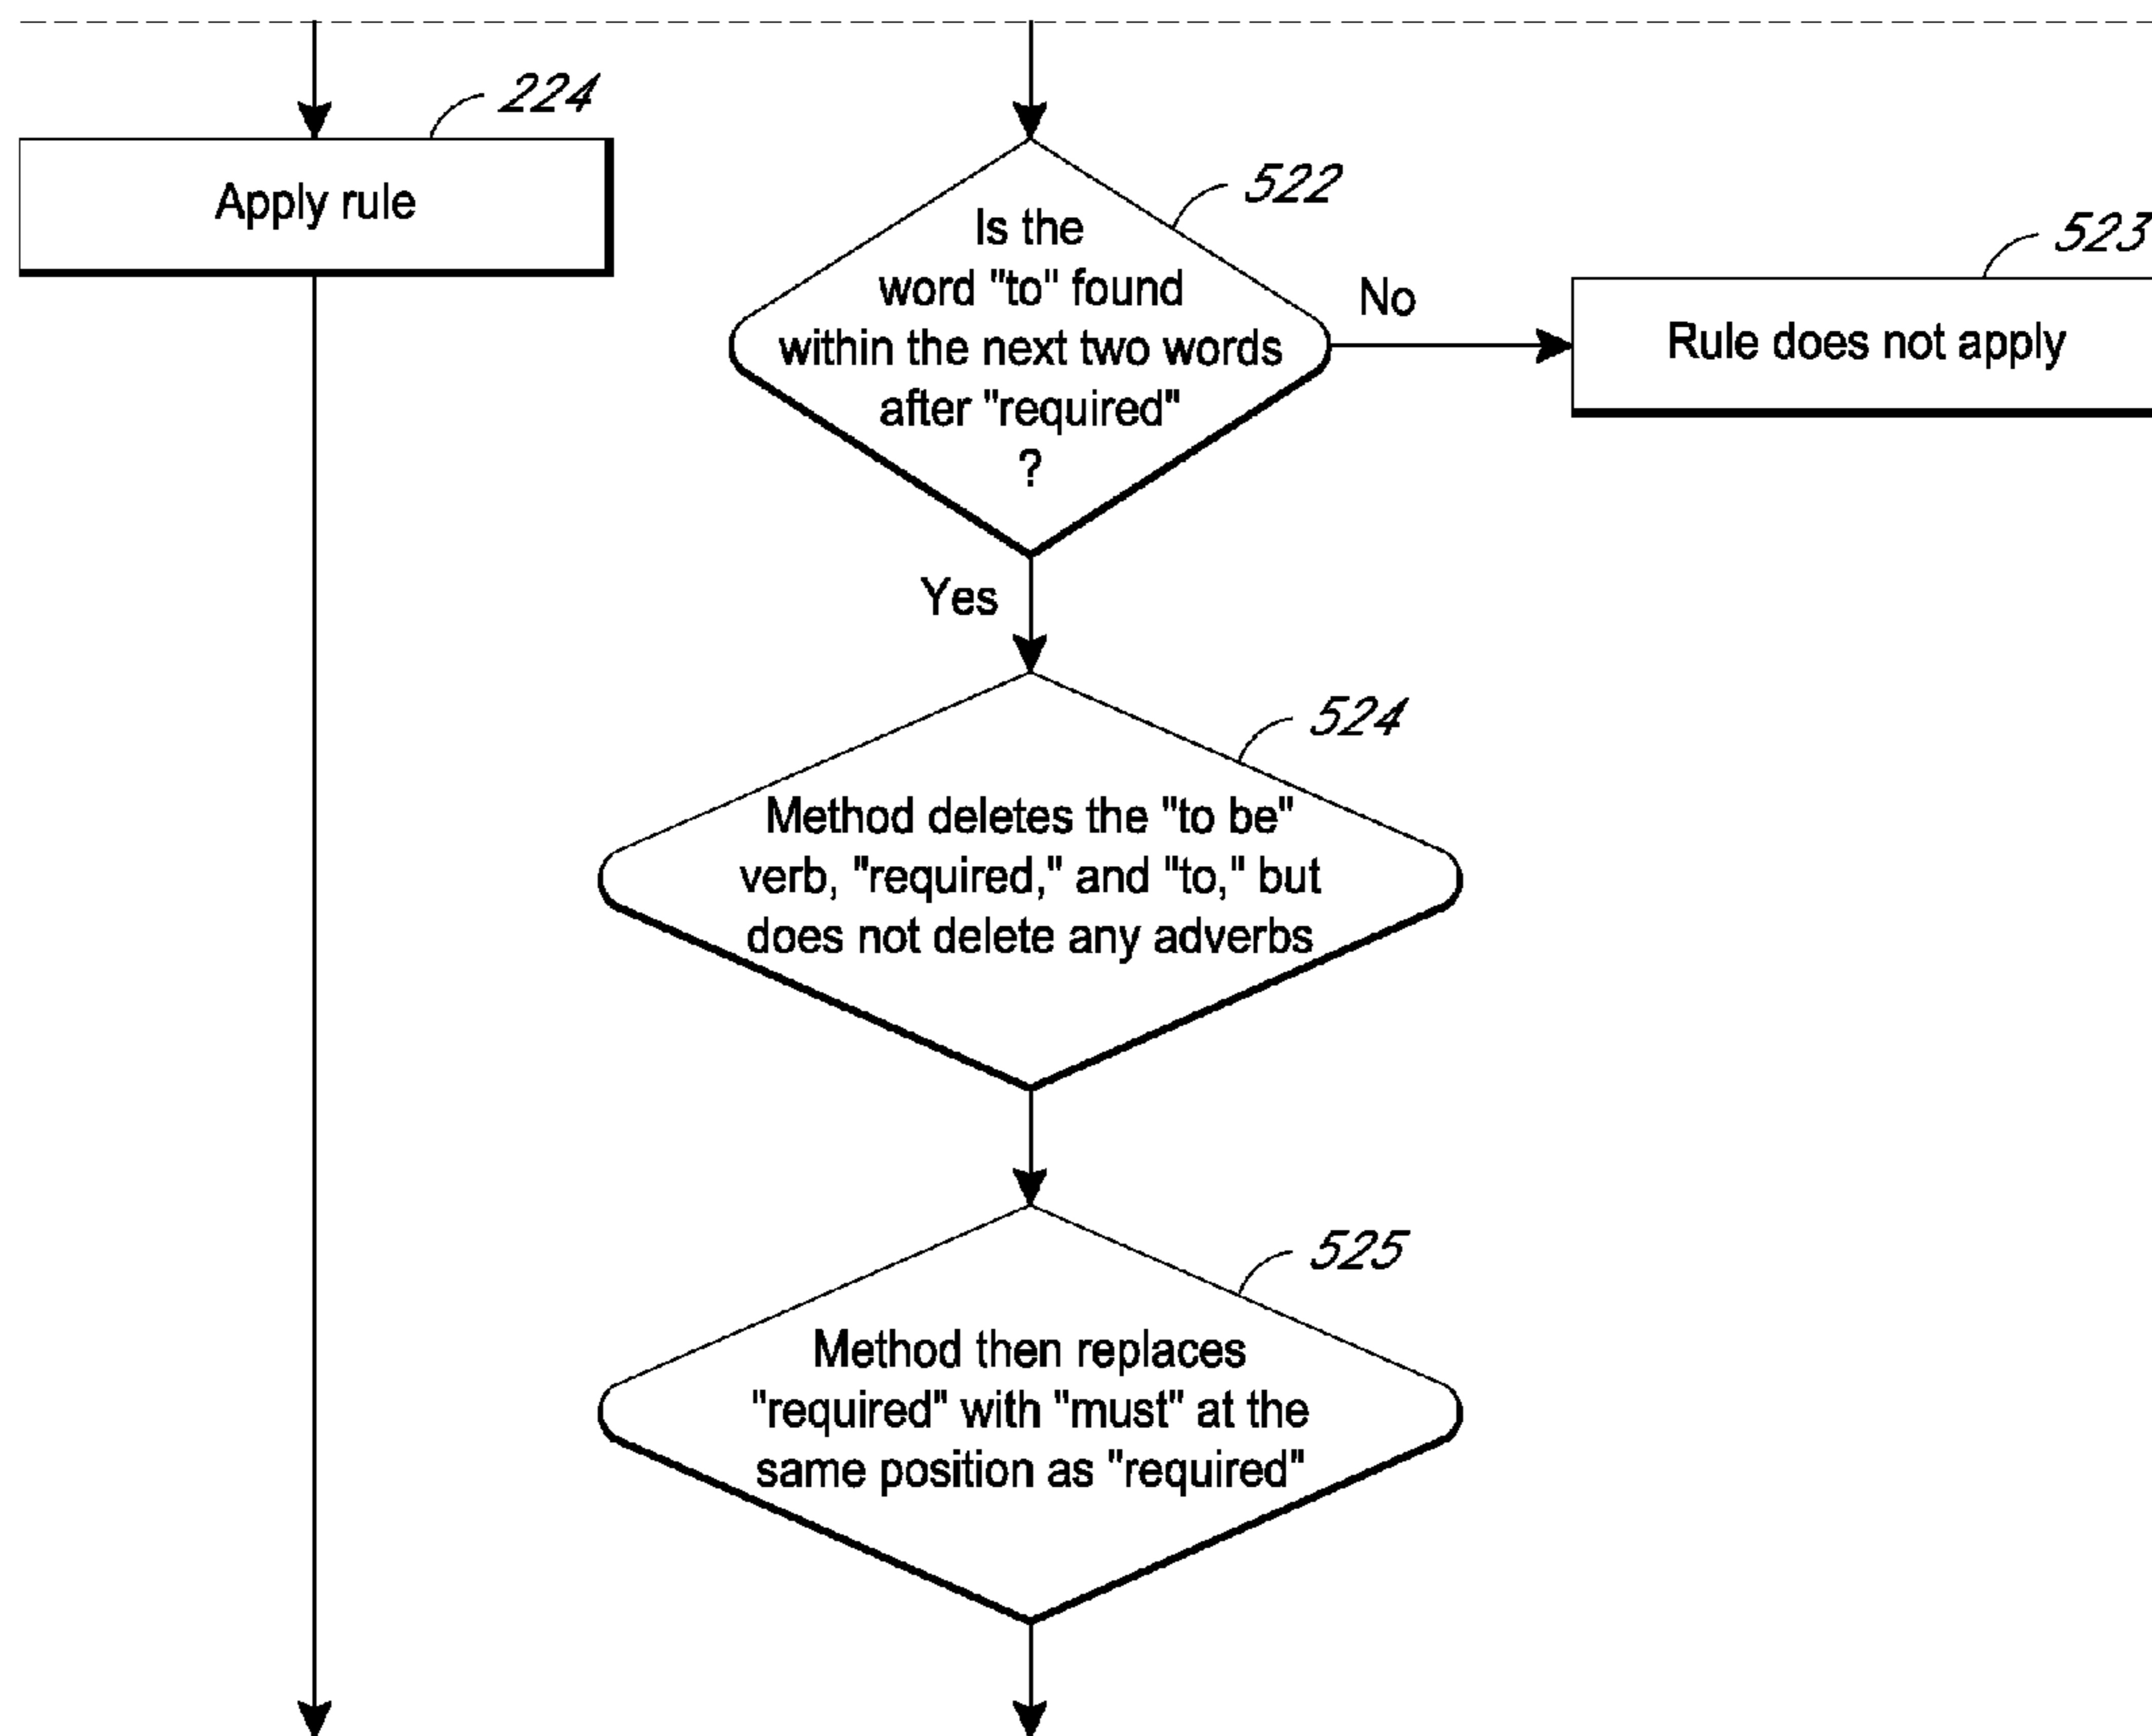 224
Apply rule
522
Is the
word "to" found
within the next two words
after "required"
?
No
523
Rule does not apply
Yes
524
Method deletes the "to be"
verb, "required," and "to," but
does not delete any adverbs
525
Method then replaces
"required" with "must" at the
same position as "required"